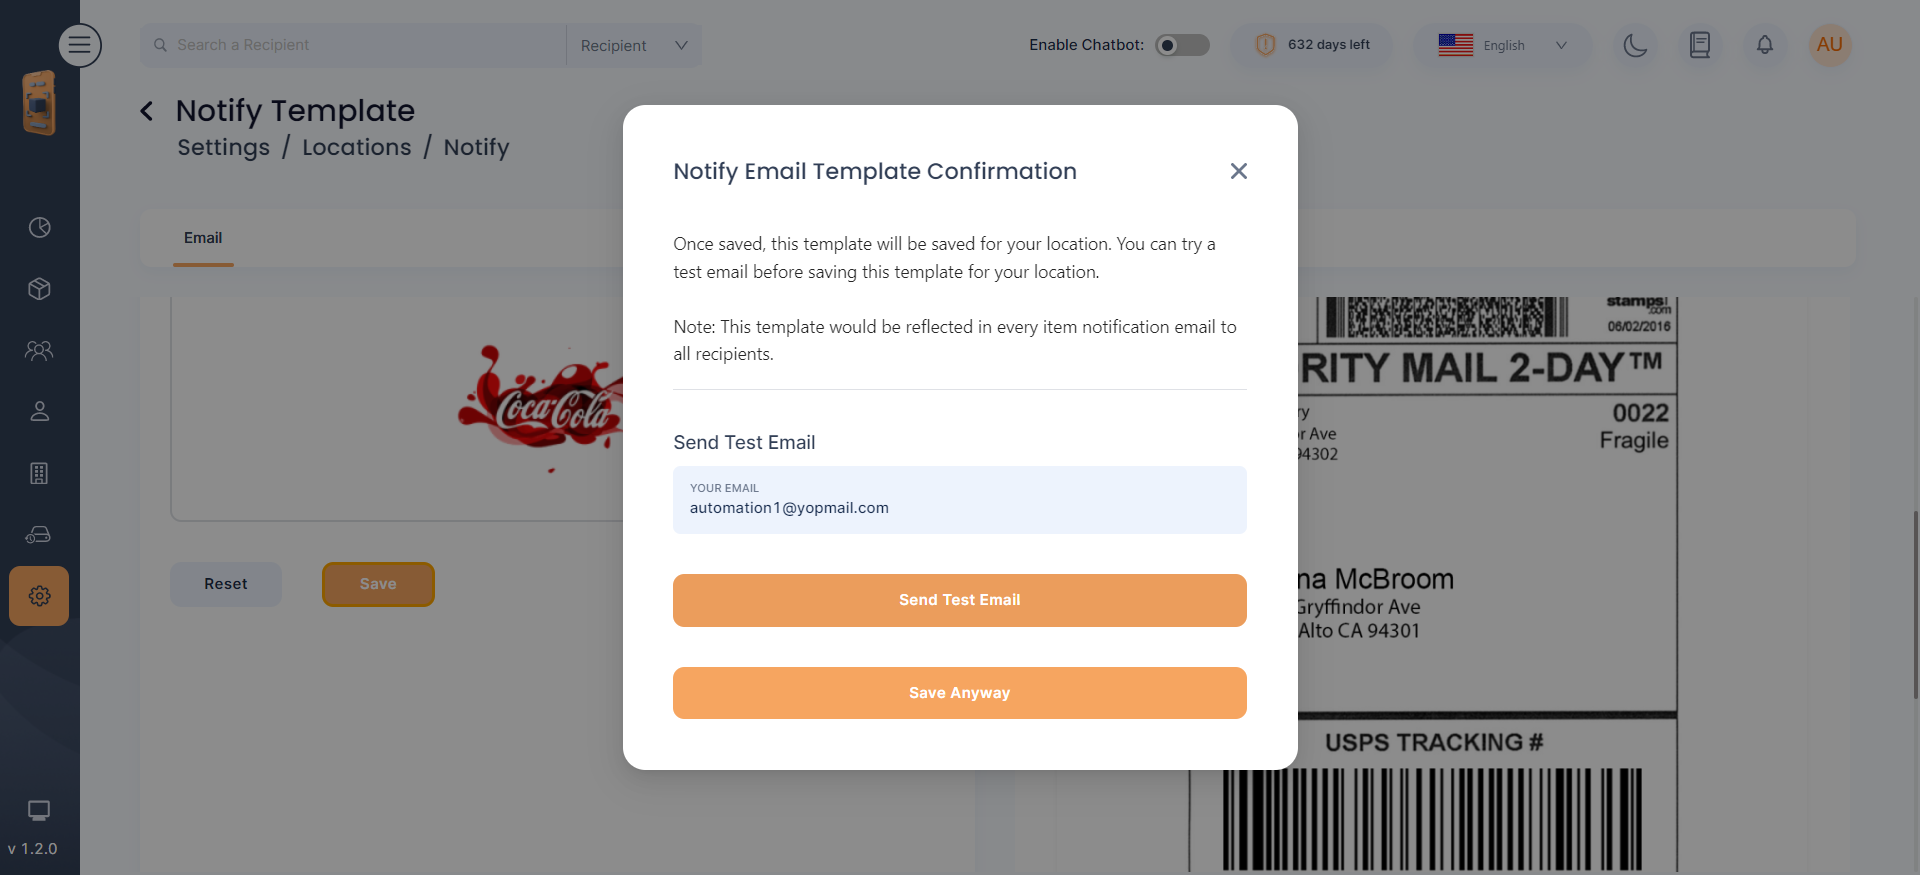 Search a Recipient
Recipient
Enable Chatbot:
632 days left
English
AU
Notify Template
Settings / Locations / Notify
Email
Coca-Cola
Reset
Save
v 1.2.0
Notify Email Template Confirmation
Once saved, this template will be saved for your location. You can try a
test email before saving this template for your location.
Note: This template would be reflected in every item notification email to
all recipients.
Send Test Email
YOUR EMAIL
automation1@yopmail.com
Send Test Email
Save Anyway
stamps
.com
06/02/2016
RITY MAIL 2-DAY™
ry
0022
r Ave
Fragile
94302
na McBroom
Gryffindor Ave
Alto CA 94301
USPS TRACKING #